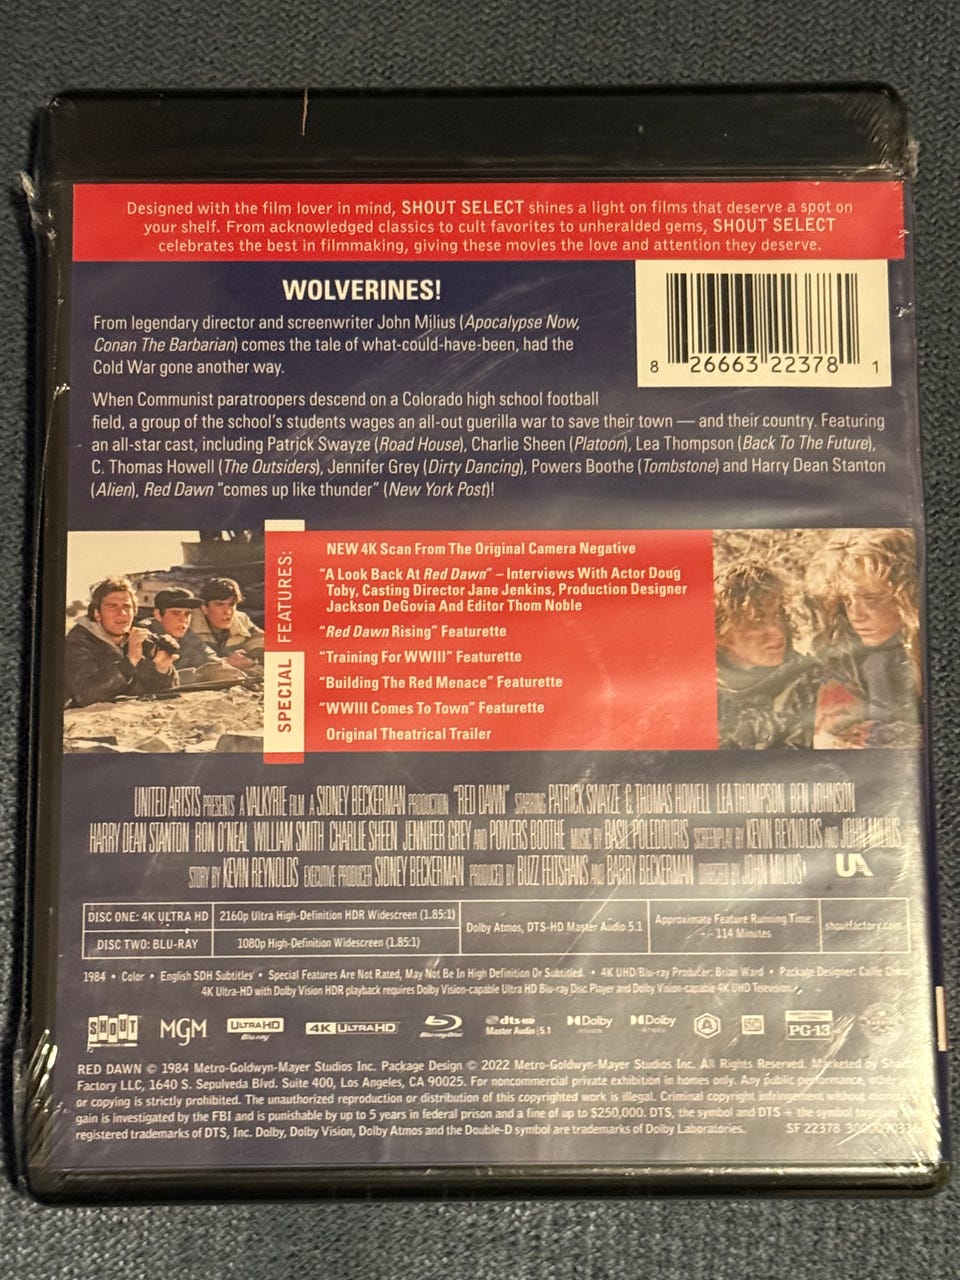 Designed with the film lover in mind, SHOUT SELECT shines a light on films that deserve a spot on
your shelf. From acknowledged classics to cult favorites to unheralded gems, SHOUT SELECT
celebrates the best in filmmaking, giving these movies the love and attention they deserve.
WOLVERINES!
From legendary director and screenwriter John Milius (Apocalypse Now,
Conan The Barbarian) comes the tale of what-could-have-been, had the
Cold War gone another way.
8 26663 22378 1
When Communist paratroopers descend on a Colorado high school football
field, a group of the school's students wages an all-out guerilla war to save their town — and their country. Featuring
an all-star cast, including Patrick Swayze (Road House), Charlie Sheen (Platoon), Lea Thompson (Back To The Future),
C. Thomas Howell (The Outsiders), Jennifer Grey (Dirty Dancing), Powers Boothe (Tombstone) and Harry Dean Stanton
(Alien), Red Dawn "comes up like thunder" (New York Post)!
SPECIAL FEATURES:
NEW 4K Scan From The Original Camera Negative
"A Look Back At Red Dawn" – Interviews With Actor Doug
Toby, Casting Director Jane Jenkins, Production Designer
Jackson DeGovia And Editor Thom Noble
"Red Dawn Rising" Featurette
"Training For WWIII" Featurette
"Building The Red Menace" Featurette
"WWIII Comes To Town" Featurette
Original Theatrical Trailer
UNITED ARTISTS PRESENTS A VALKYRIE FILM A SIDNEY BECKERMAN PRODUCTION "RED DAWN" STARRING PATRICK SWAYZE C. THOMAS HOWELL LEA THOMPSON BEN JOHNSON
HARRY DEAN STANTON RON O'NEAL WILLIAM SMITH CHARLIE SHEEN JENNIFER GREY AND POWERS BOOTHE MUSIC BY BASIL POLEDOURIS SCREENPLAY BY KEVIN REYNOLDS AND JOHN MILIUS
STORY BY KEVIN REYNOLDS EXECUTIVE PRODUCER SIDNEY BECKERMAN PRODUCED BY BUZZ FEITSHANS AND BARRY BECKERMAN DIRECTED BY JOHN MILIUS
UA
DISC ONE: 4K ULTRA HD 2160p Ultra High-Definition HDR Widescreen (1.85:1)
DISC TWO: BLU-RAY 1080p High-Definition Widescreen (1.85:1)
Dolby Atmos, DTS-HD Master Audio 5.1
Approximate Feature Running Time:
+/- 114 Minutes
shoutfactory.com
1984 • Color • English SDH Subtitles • Special Features Are Not Rated, May Not Be In High Definition Or Subtitled. • 4K UHD/Blu-ray Producer: Brian Ward • Package Designer:
4K Ultra-HD with Dolby Vision HDR playback requires Dolby Vision-capable Ultra HD Blu-ray Disc Player and Dolby Vision-capable 4K UHD Television.
SHOUT FACTORY MGM ULTRA HD Blu-ray 4K ULTRA HD Blu-ray Disc dts-HD Master Audio | 5.1 Dolby Dolby A SDH PG-13
RED DAWN © 1984 Metro-Goldwyn-Mayer Studios Inc. Package Design © 2022 Metro-Goldwyn-Mayer Studios Inc. All Rights Reserved. Marketed by
Factory LLC, 1640 S. Sepulveda Blvd. Suite 400, Los Angeles, CA 90025. For noncommercial private exhibition in homes only. Any public performance, other
or copying is strictly prohibited. The unauthorized reproduction or distribution of this copyrighted work is illegal. Criminal copyright infringement without
gain is investigated by the FBI and is punishable by up to 5 years in federal prison and a fine of up to $250,000. DTS, the symbol and DTS + the symbol
registered trademarks of DTS, Inc. Dolby, Dolby Vision, Dolby Atmos and the Double-D symbol are trademarks of Dolby Laboratories. SF 22378